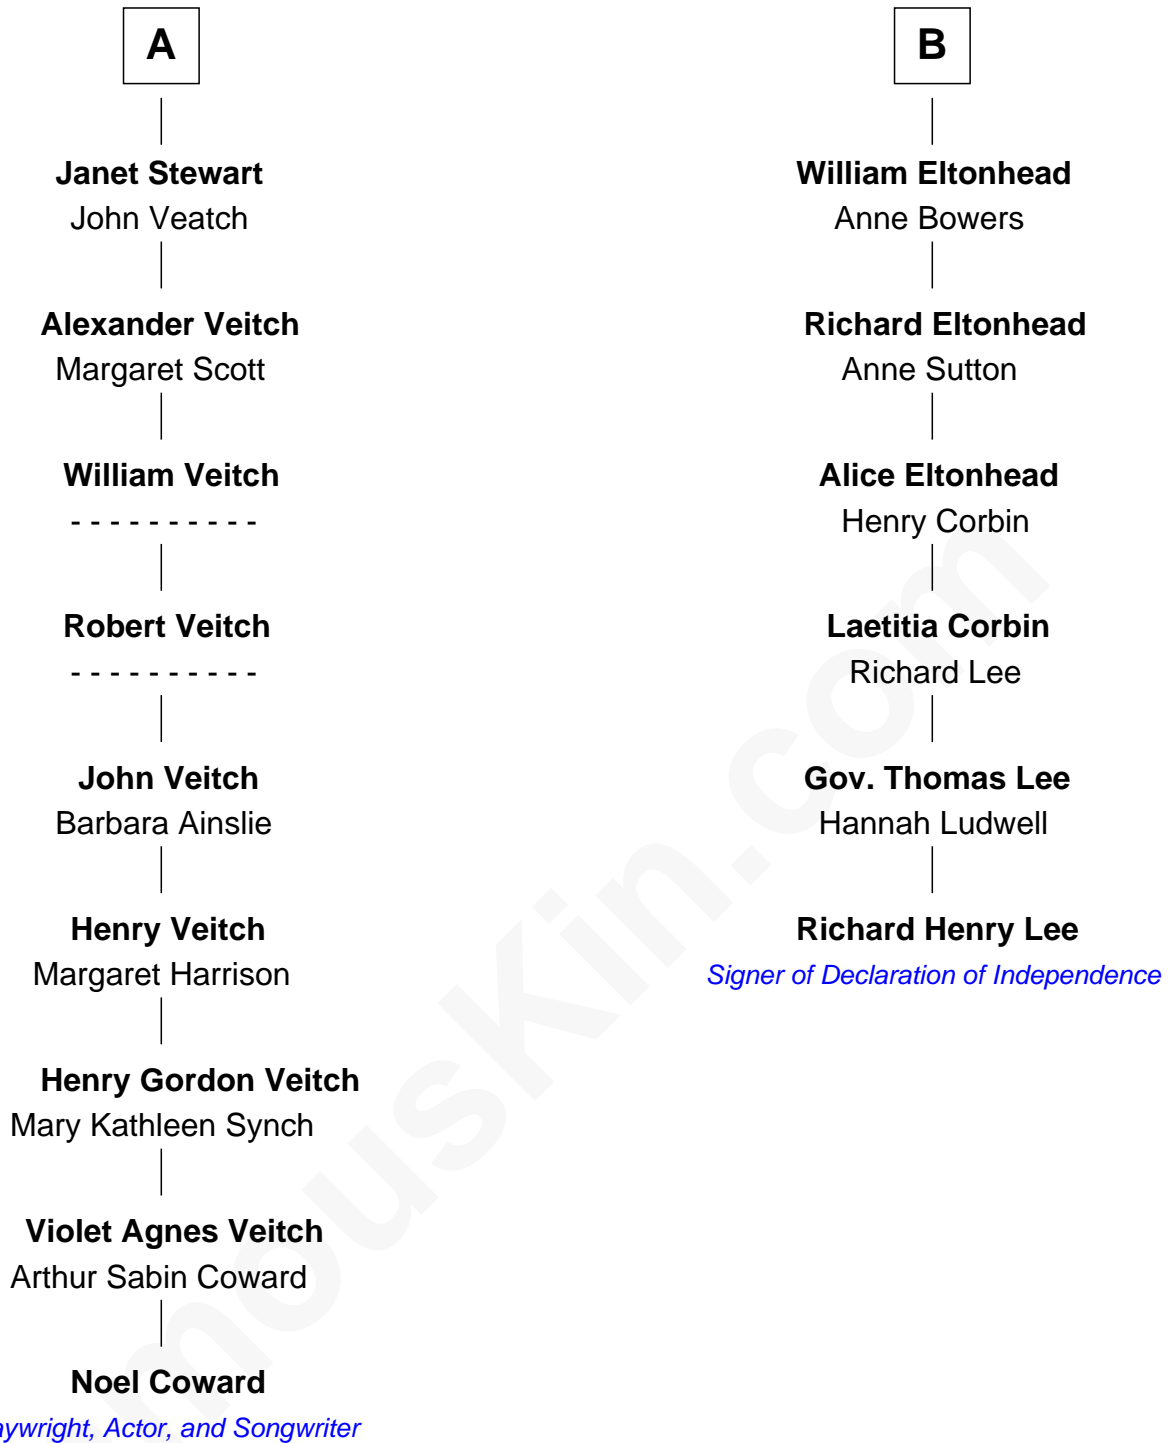 A
Janet Stewart
John Veatch
Alexander Veitch
Margaret Scott
William Veitch
- - - - - - - - - -
Robert Veitch
- - - - - - - - - -
John Veitch
Barbara Ainslie
Henry Veitch
Margaret Harrison
Henry Gordon Veitch
Mary Kathleen Synch
Violet Agnes Veitch
Arthur Sabin Coward
Noel Coward
aywright, Actor, and Songwriter
B
William Eltonhead
Anne Bowers
Richard Eltonhead
Anne Sutton
Alice Eltonhead
Henry Corbin
Laetitia Corbin
Richard Lee
Gov. Thomas Lee
Hannah Ludwell
Richard Henry Lee
Signer of Declaration of Independence
mousKin.com